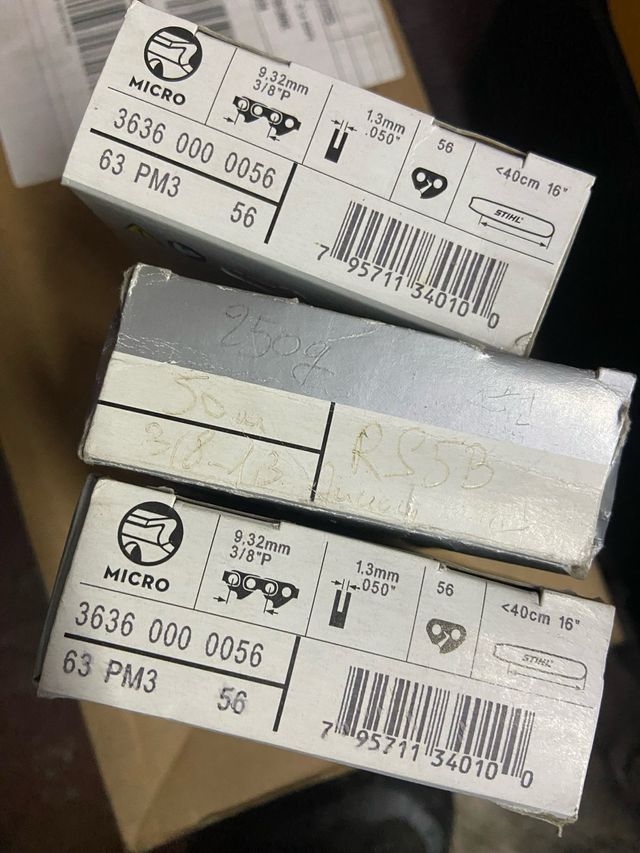 MICRO
9,32mm
3/8"P
1,3mm
.050"
56
<40cm 16"
STIHL
3636 000 0056
63 PM3
56
7 95711 34010 0
250g
50
3/8-1.3
RS5B
MICRO
9,32mm
3/8"P
1,3mm
.050"
56
<40cm 16"
STIHL
3636 000 0056
63 PM3
56
7 95711 34010 0